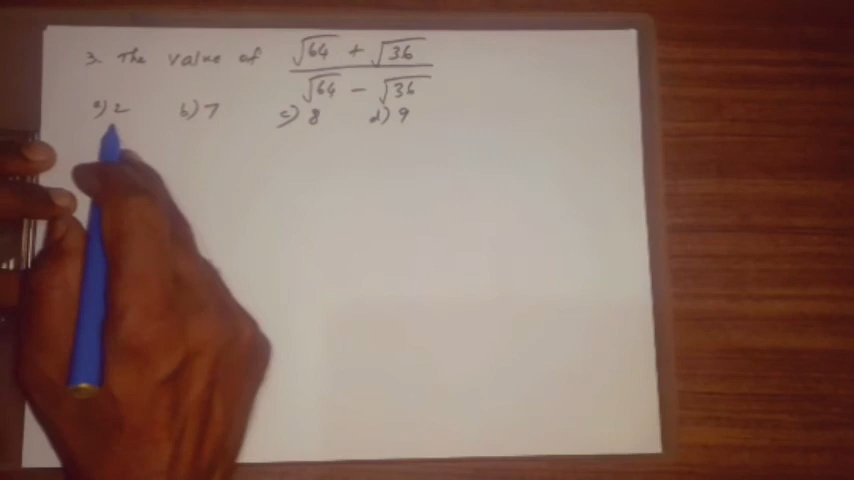 3. The value of √64 + √36 / √64 − √36
a) 2 b) 7 c) 8 d) 9